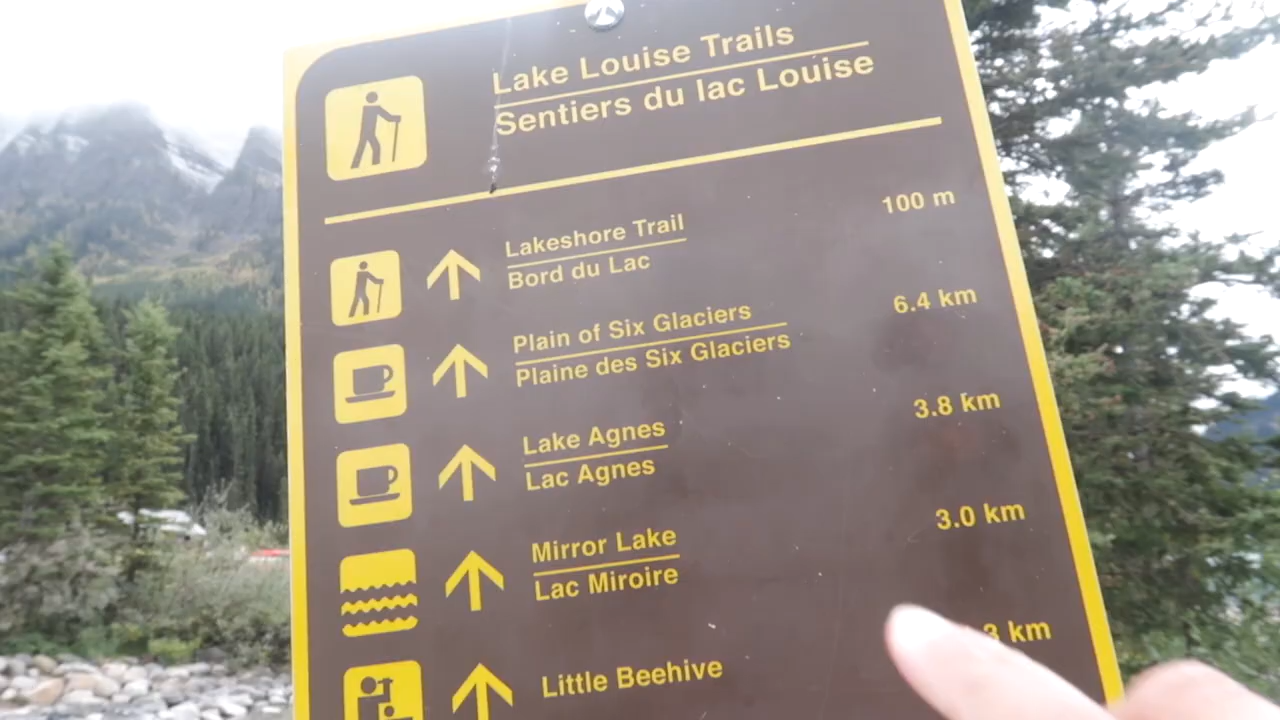 Lake Louise Trails
Sentiers du lac Louise
Lakeshore Trail 100 m
Bord du Lac
Plain of Six Glaciers 6.4 km
Plaine des Six Glaciers
Lake Agnes 3.8 km
Lac Agnes
Mirror Lake 3.0 km
Lac Miroire
Little Beehive km